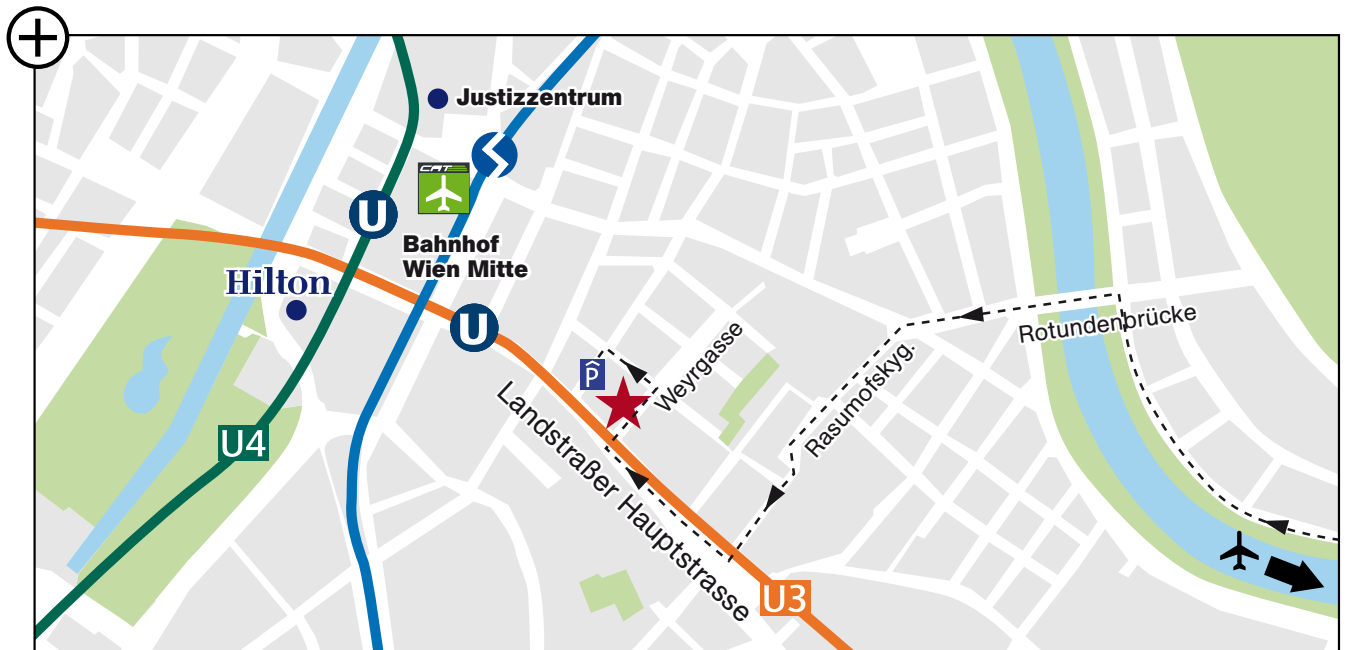 Justizzentrum
CAT
U
Bahnhof
Wien Mitte
Hilton
U
Rotundenbrücke
Weyrgasse
Rasumofskyg.
P
Landstraßer Hauptstrasse
U4
U3